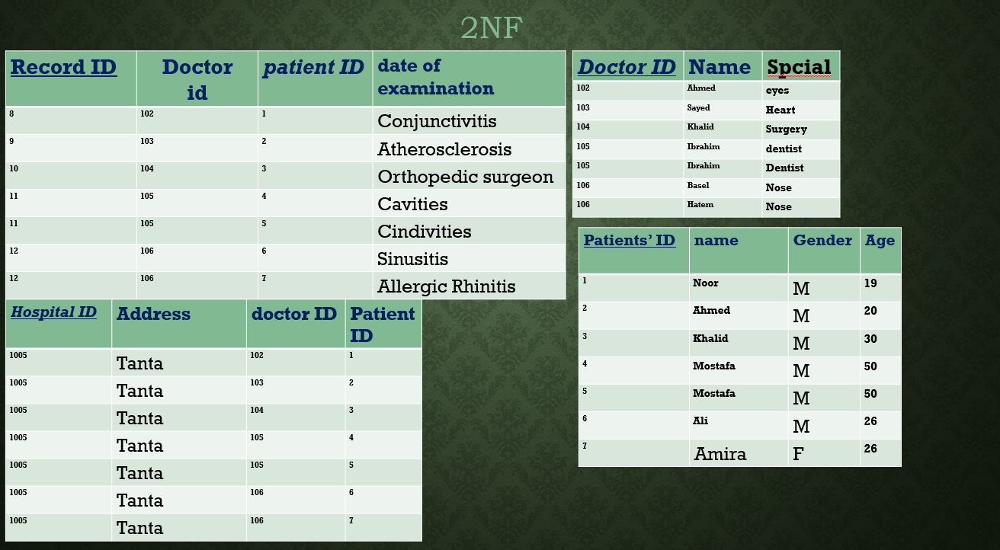 2NF
Record ID Doctor id patient ID date of examination
8 102 1 Conjunctivitis
9 103 2 Atherosclerosis
10 104 3 Orthopedic surgeon
11 105 4 Cavities
11 105 5 Cindivities
12 106 6 Sinusitis
12 106 7 Allergic Rhinitis
Doctor ID Name Spcial
102 Ahmed eyes
103 Sayed Heart
104 Khalid Surgery
105 Ibrahim dentist
105 Ibrahim Dentist
106 Basel Nose
106 Hatem Nose
Patients’ ID name Gender Age
1 Noor M 19
2 Ahmed M 20
3 Khalid M 30
4 Mostafa M 50
5 Mostafa M 50
6 Ali M 26
7 Amira F 26
Hospital ID Address doctor ID Patient ID
1005 Tanta 102 1
1005 Tanta 103 2
1005 Tanta 104 3
1005 Tanta 105 4
1005 Tanta 105 5
1005 Tanta 106 6
1005 Tanta 106 7